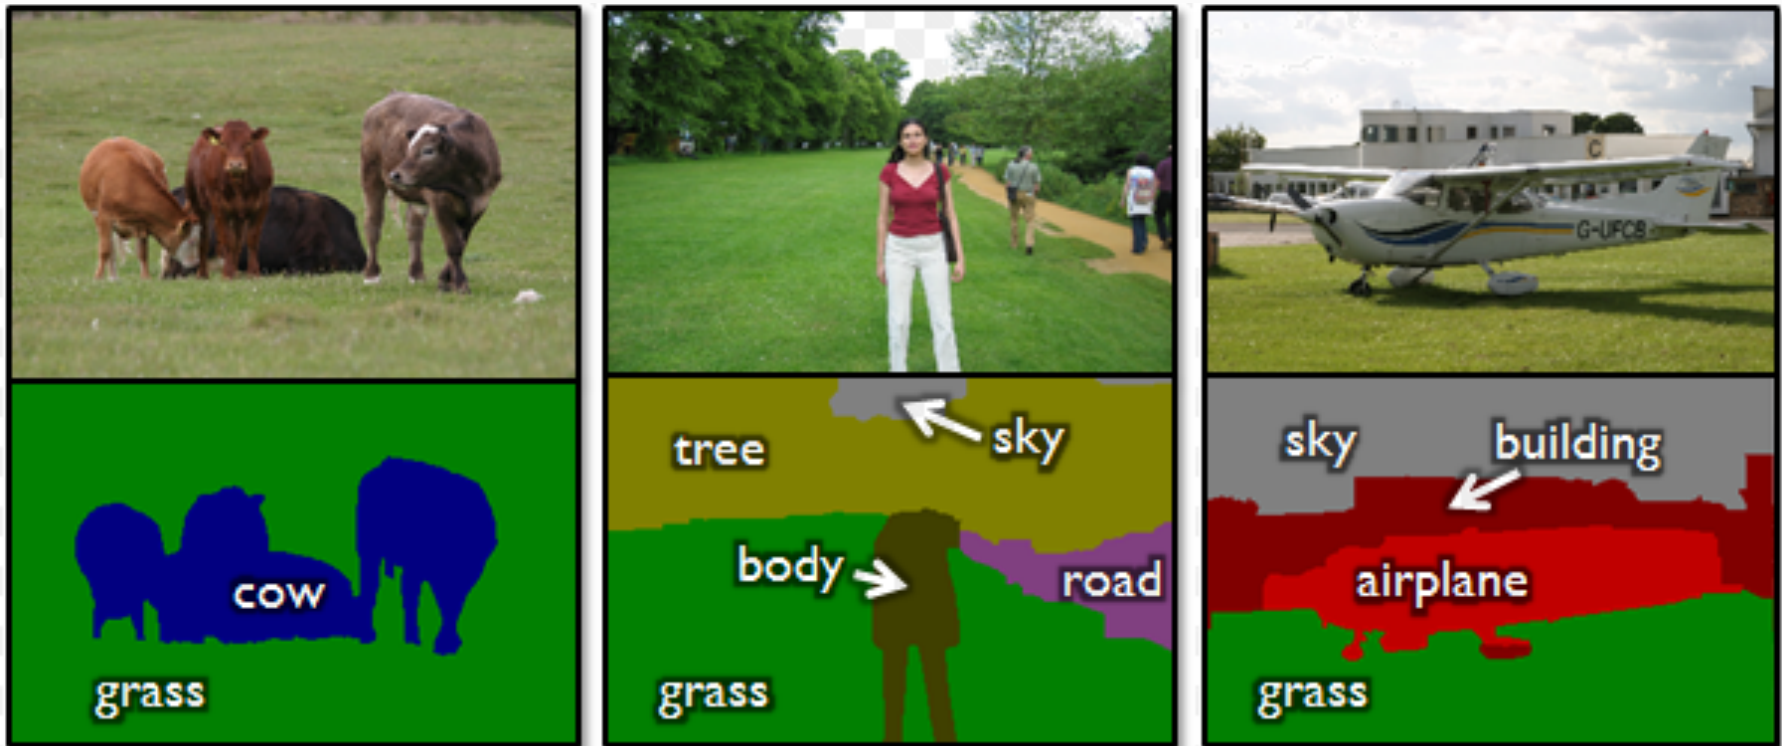 C
G-UFCB
cow
grass
tree
sky
body
road
grass
sky
building
airplane
grass